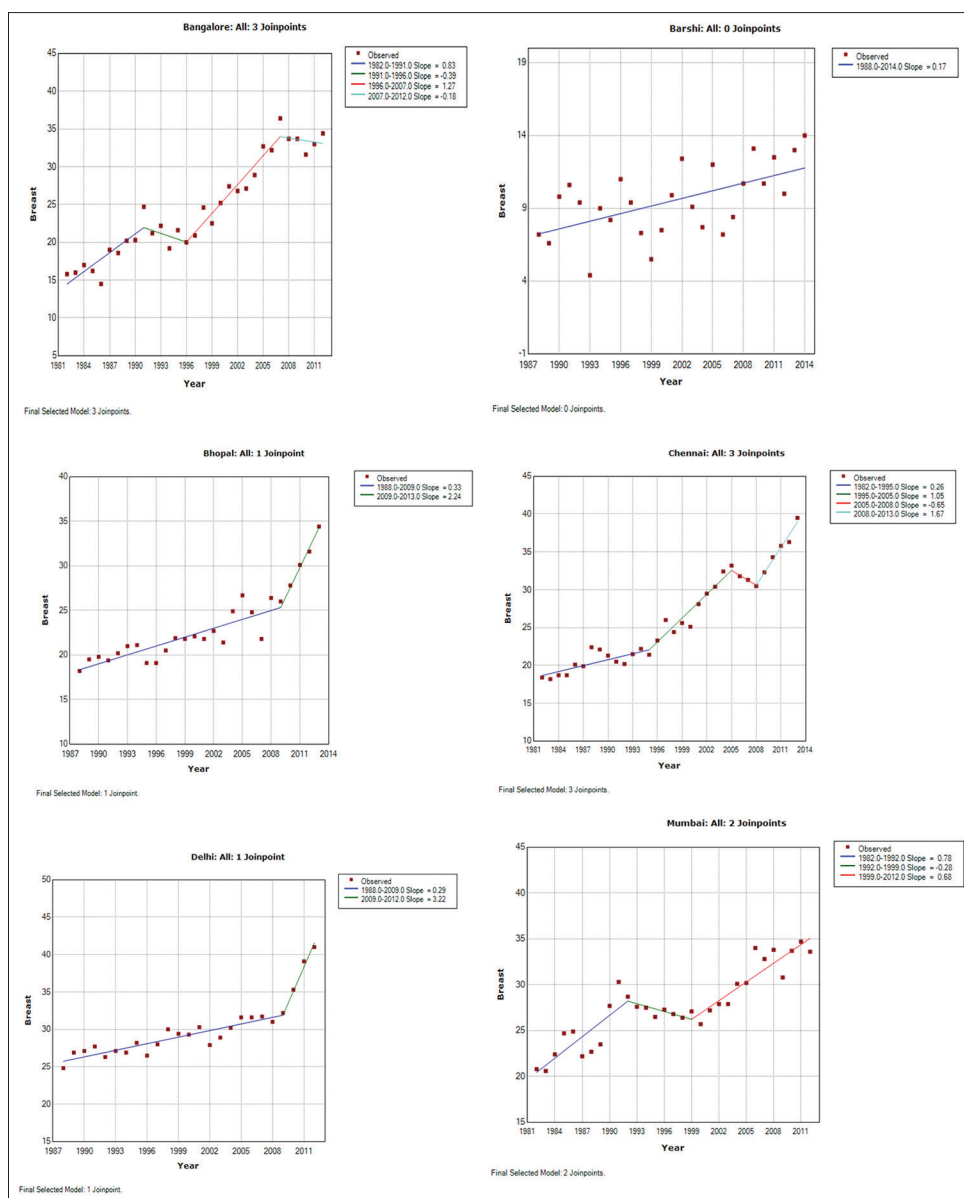 Bangalore: All: 3 Joinpoints
45
40
35
30
25
20
15
10
5
Breast
1981 1984 1987 1990 1993 1996 1999 2002 2005 2008 2011
Year
Observed
1982.0-1991.0 Slope = 0.83
1991.0-1996.0 Slope = -0.39
1996.0-2007.0 Slope = 1.27
2007.0-2012.0 Slope = -0.18
Final Selected Model: 3 Joinpoints.
Barshi: All: 0 Joinpoints
19
14
9
4
-1
Breast
1987 1990 1993 1996 1999 2002 2005 2008 2011 2014
Year
Observed
1988.0-2014.0 Slope = 0.17
Final Selected Model: 0 Joinpoints.
Bhopal: All: 1 Joinpoint
40
35
30
25
20
15
10
Breast
1987 1990 1993 1996 1999 2002 2005 2008 2011 2014
Year
Observed
1988.0-2009.0 Slope = 0.33
2009.0-2013.0 Slope = 2.24
Final Selected Model: 1 Joinpoint.
Chennai: All: 3 Joinpoints
45
40
35
30
25
20
15
10
Breast
1981 1984 1987 1990 1993 1996 1999 2002 2005 2008 2011 2014
Year
Observed
1982.0-1995.0 Slope = 0.26
1995.0-2005.0 Slope = 1.05
2005.0-2008.0 Slope = -0.65
2008.0-2013.0 Slope = 1.67
Final Selected Model: 3 Joinpoints.
Delhi: All: 1 Joinpoint
50
45
40
35
30
25
20
15
Breast
1987 1990 1993 1996 1999 2002 2005 2008 2011
Year
Observed
1988.0-2009.0 Slope = 0.29
2009.0-2012.0 Slope = 3.22
Final Selected Model: 1 Joinpoint.
Mumbai: All: 2 Joinpoints
45
40
35
30
25
20
15
Breast
1981 1984 1987 1990 1993 1996 1999 2002 2005 2008 2011
Year
Observed
1982.0-1992.0 Slope = 0.78
1992.0-1999.0 Slope = -0.28
1999.0-2012.0 Slope = 0.68
Final Selected Model: 2 Joinpoints.